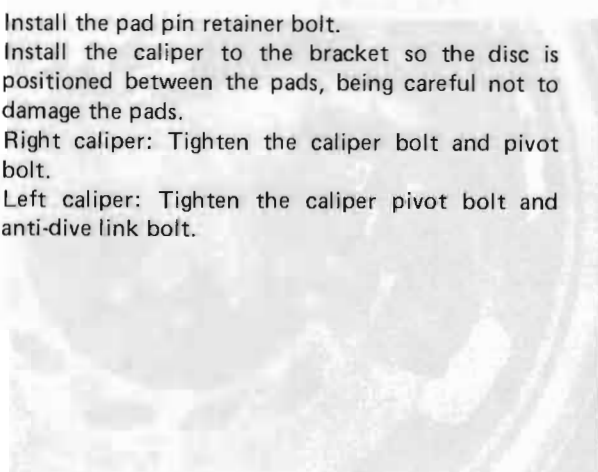 Install the pad pin retainer bolt.
Install the caliper to the bracket so the disc is
positioned between the pads, being careful not to
damage the pads.
Right caliper: Tighten the caliper bolt and pivot
bolt.
Left caliper: Tighten the caliper pivot bolt and
anti-dive link bolt.